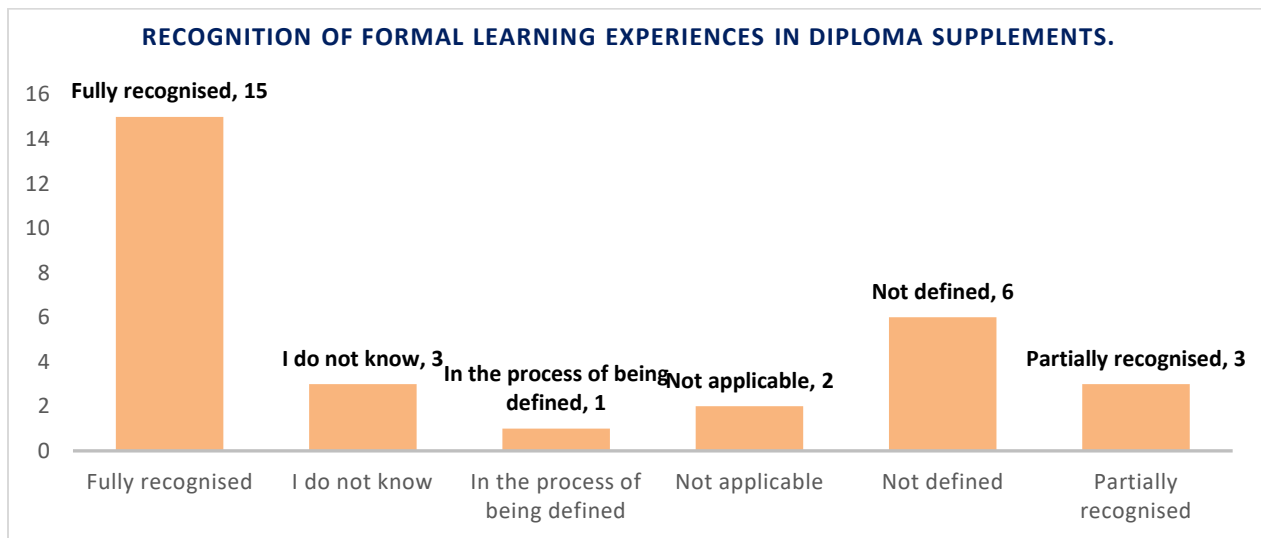 RECOGNITION OF FORMAL LEARNING EXPERIENCES IN DIPLOMA SUPPLEMENTS.
16
14
12
10
8
6
4
2
0
Fully recognised, 15
I do not know, 3
In the process of being
defined, 1
Not applicable, 2
Not defined, 6
Partially recognised, 3
Fully recognised
I do not know
In the process of
being defined
Not applicable
Not defined
Partially
recognised